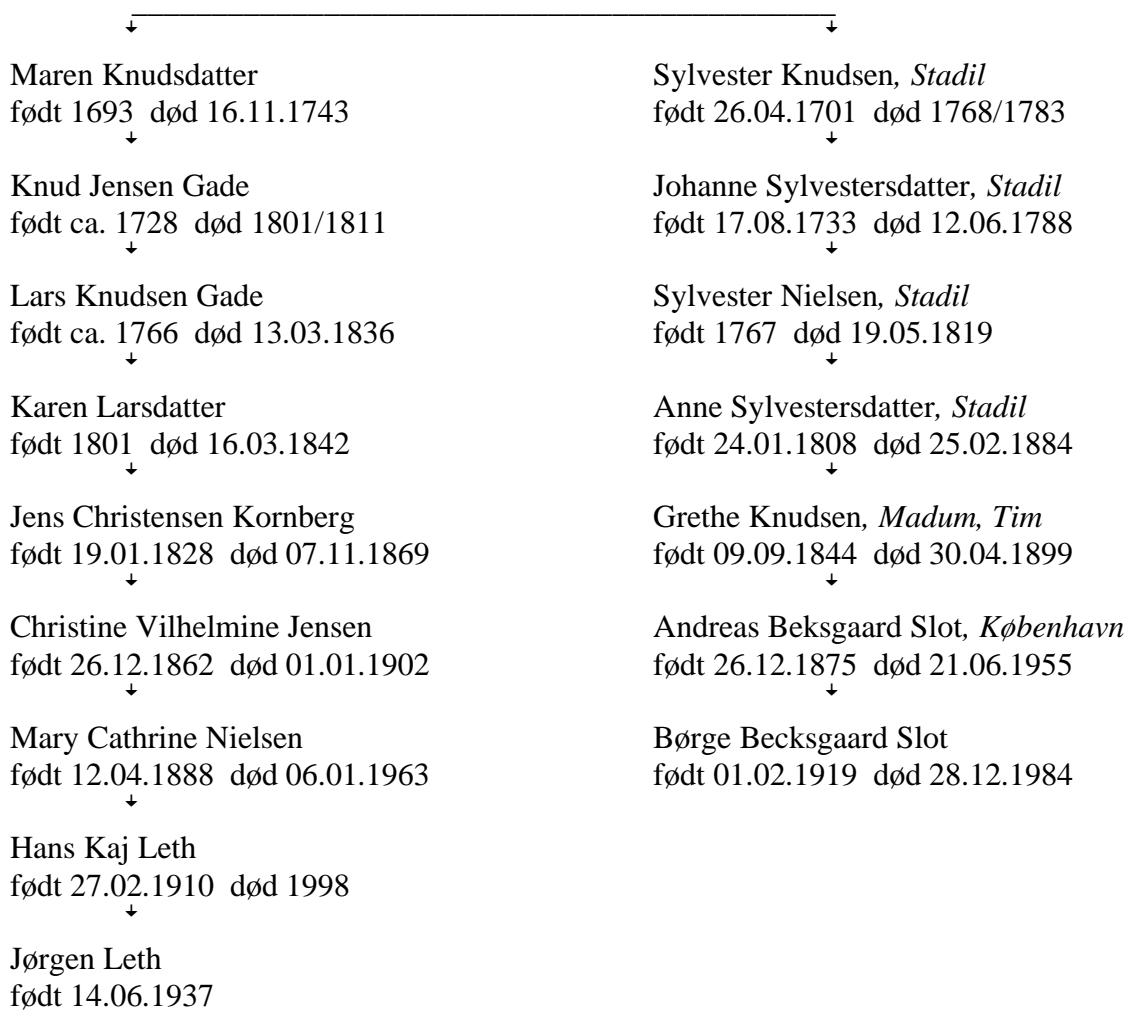 Maren Knudsdatter
født 1693 død 16.11.1743
Knud Jensen Gade
født ca. 1728 død 1801/1811
Lars Knudsen Gade
født ca. 1766 død 13.03.1836
Karen Larsdatter
født 1801 død 16.03.1842
Jens Christensen Kornberg
født 19.01.1828 død 07.11.1869
Christine Vilhelmine Jensen
født 26.12.1862 død 01.01.1902
Mary Cathrine Nielsen
født 12.04.1888 død 06.01.1963
Hans Kaj Leth
født 27.02.1910 død 1998
Jørgen Leth
født 14.06.1937
Sylvester Knudsen, Stadil
født 26.04.1701 død 1768/1783
Johanne Sylvestersdatter, Stadil
født 17.08.1733 død 12.06.1788
Sylvester Nielsen, Stadil
født 1767 død 19.05.1819
Anne Sylvestersdatter, Stadil
født 24.01.1808 død 25.02.1884
Grethe Knudsen, Madum, Tim
født 09.09.1844 død 30.04.1899
Andreas Beksgaard Slot, København
født 26.12.1875 død 21.06.1955
Børge Becksgaard Slot
født 01.02.1919 død 28.12.1984